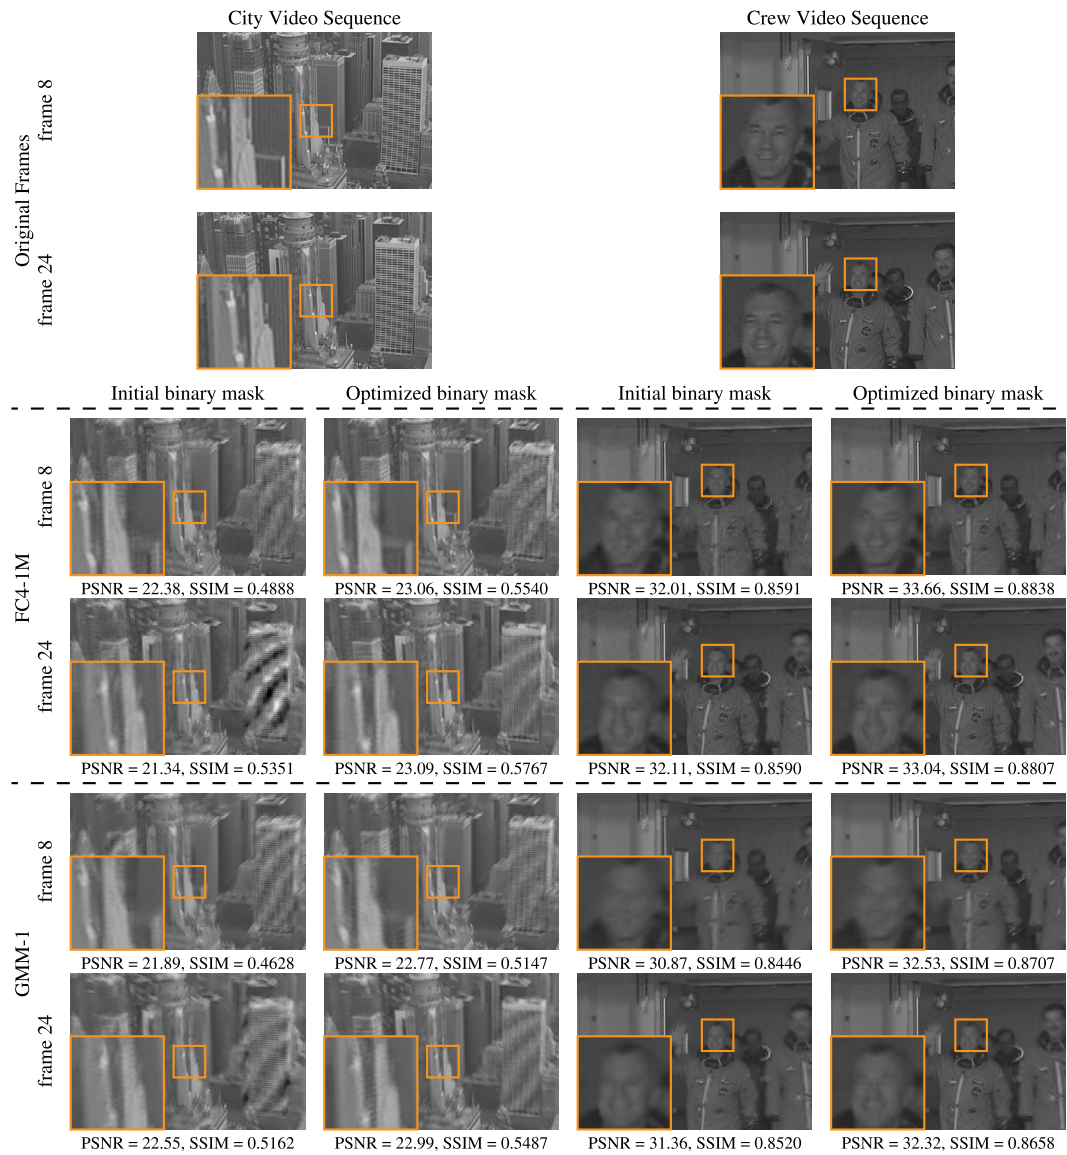 City Video Sequence
Crew Video Sequence
Original Frames
frame 8
frame 24
Initial binary mask
Optimized binary mask
Initial binary mask
Optimized binary mask
FC4-1M
frame 8
PSNR = 22.38, SSIM = 0.4888
PSNR = 23.06, SSIM = 0.5540
PSNR = 32.01, SSIM = 0.8591
PSNR = 33.66, SSIM = 0.8838
frame 24
PSNR = 21.34, SSIM = 0.5351
PSNR = 23.09, SSIM = 0.5767
PSNR = 32.11, SSIM = 0.8590
PSNR = 33.04, SSIM = 0.8807
GMM-1
frame 8
PSNR = 21.89, SSIM = 0.4628
PSNR = 22.77, SSIM = 0.5147
PSNR = 30.87, SSIM = 0.8446
PSNR = 32.53, SSIM = 0.8707
frame 24
PSNR = 22.55, SSIM = 0.5162
PSNR = 22.99, SSIM = 0.5487
PSNR = 31.36, SSIM = 0.8520
PSNR = 32.32, SSIM = 0.8658